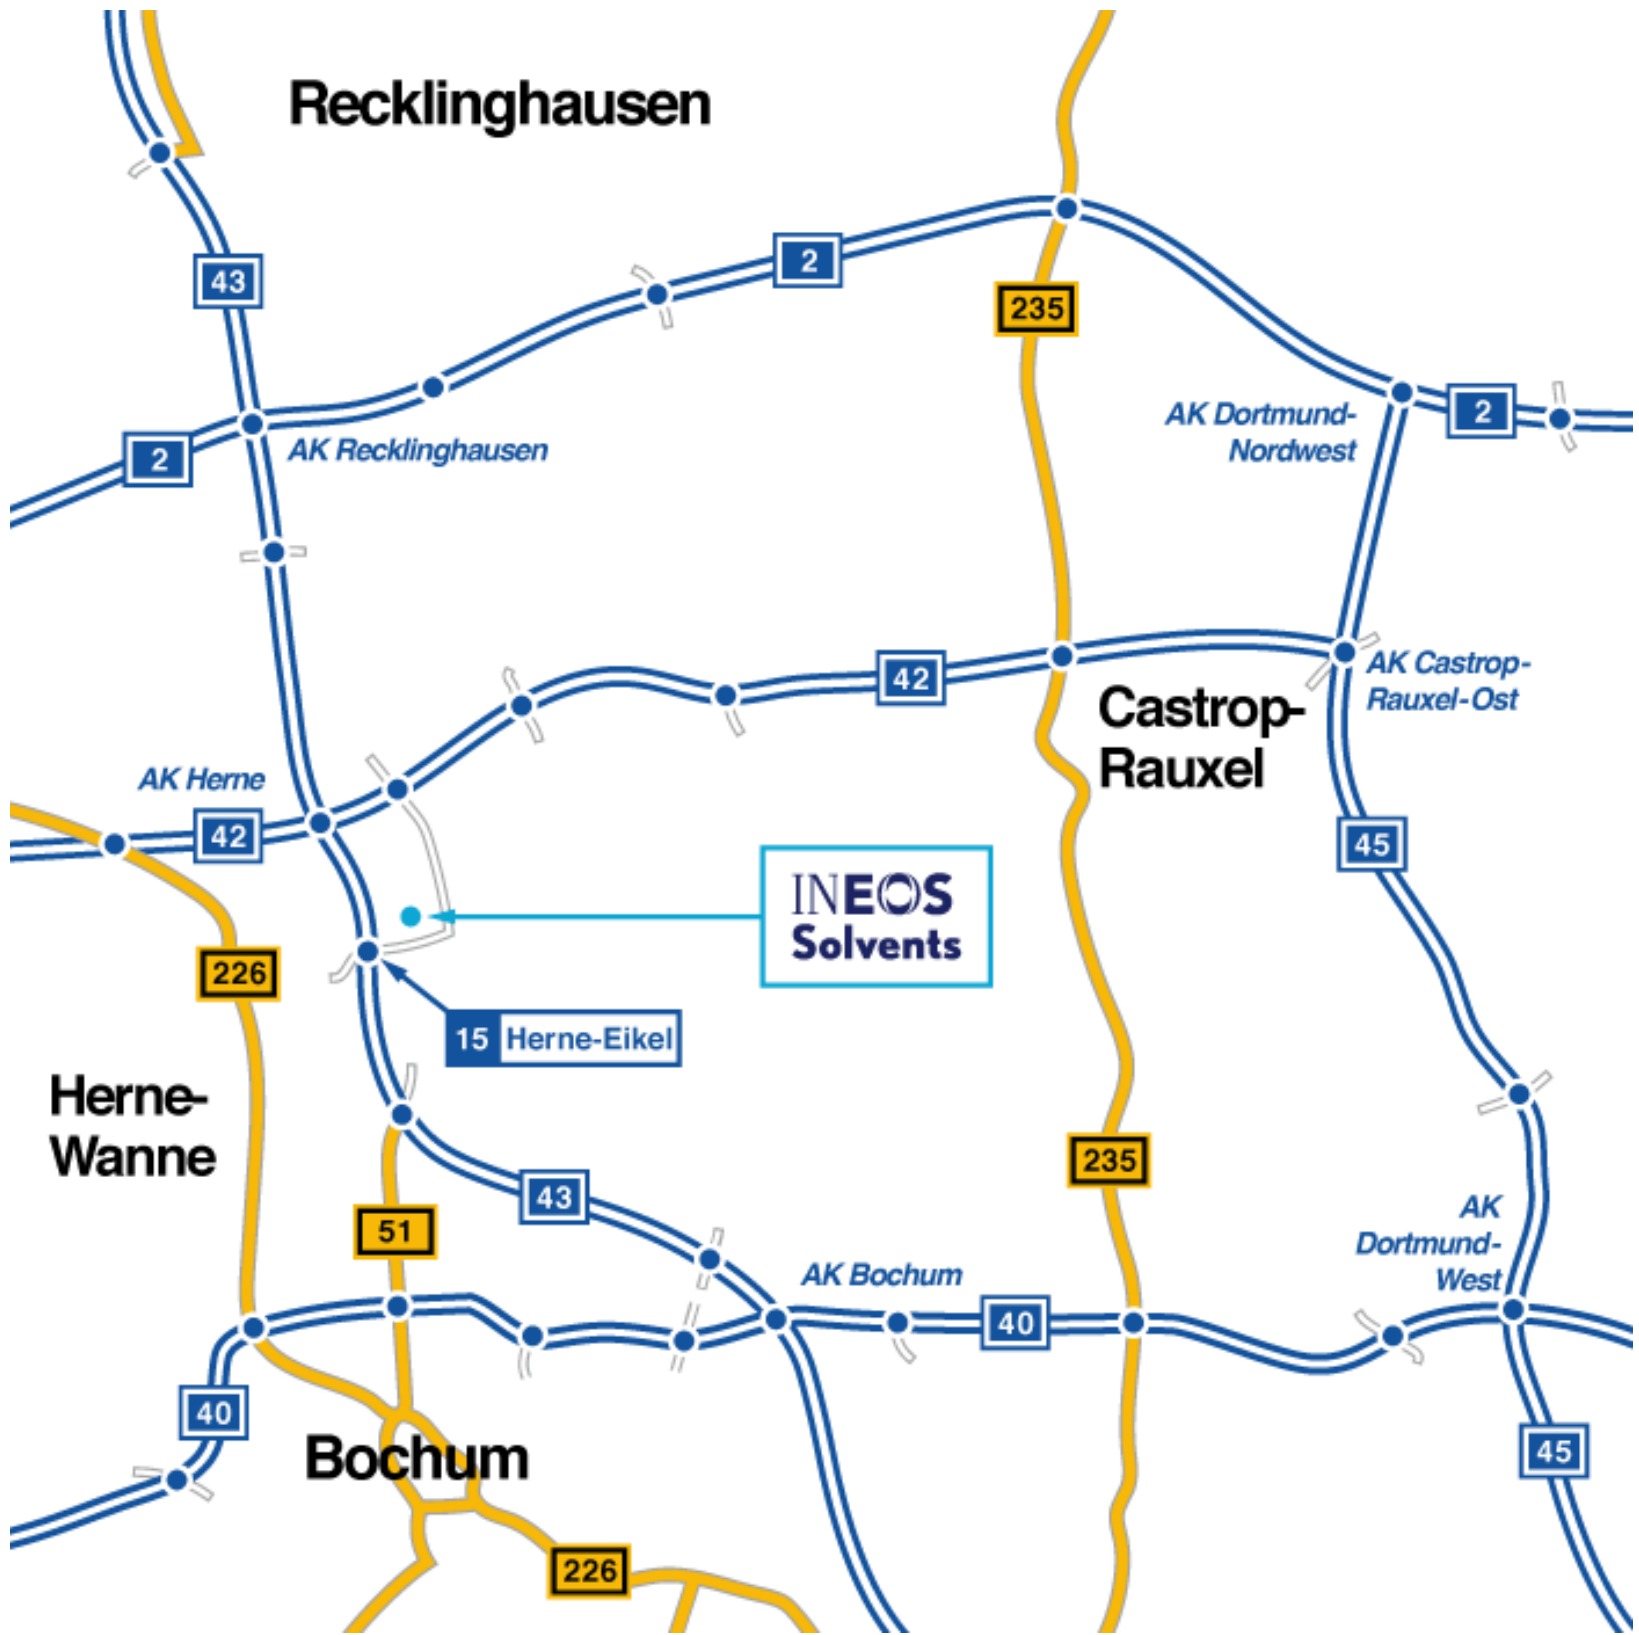 Recklinghausen
43
2
235
AK Dortmund-
Nordwest
2
AK Recklinghausen
2
42
AK Castrop-
Rauxel-Ost
Castrop-
Rauxel
AK Herne
42
45
INEOS
Solvents
226
15 Herne-Eikel
Herne-
Wanne
235
43
51
AK
Dortmund-
West
AK Bochum
40
40
Bochum
45
226